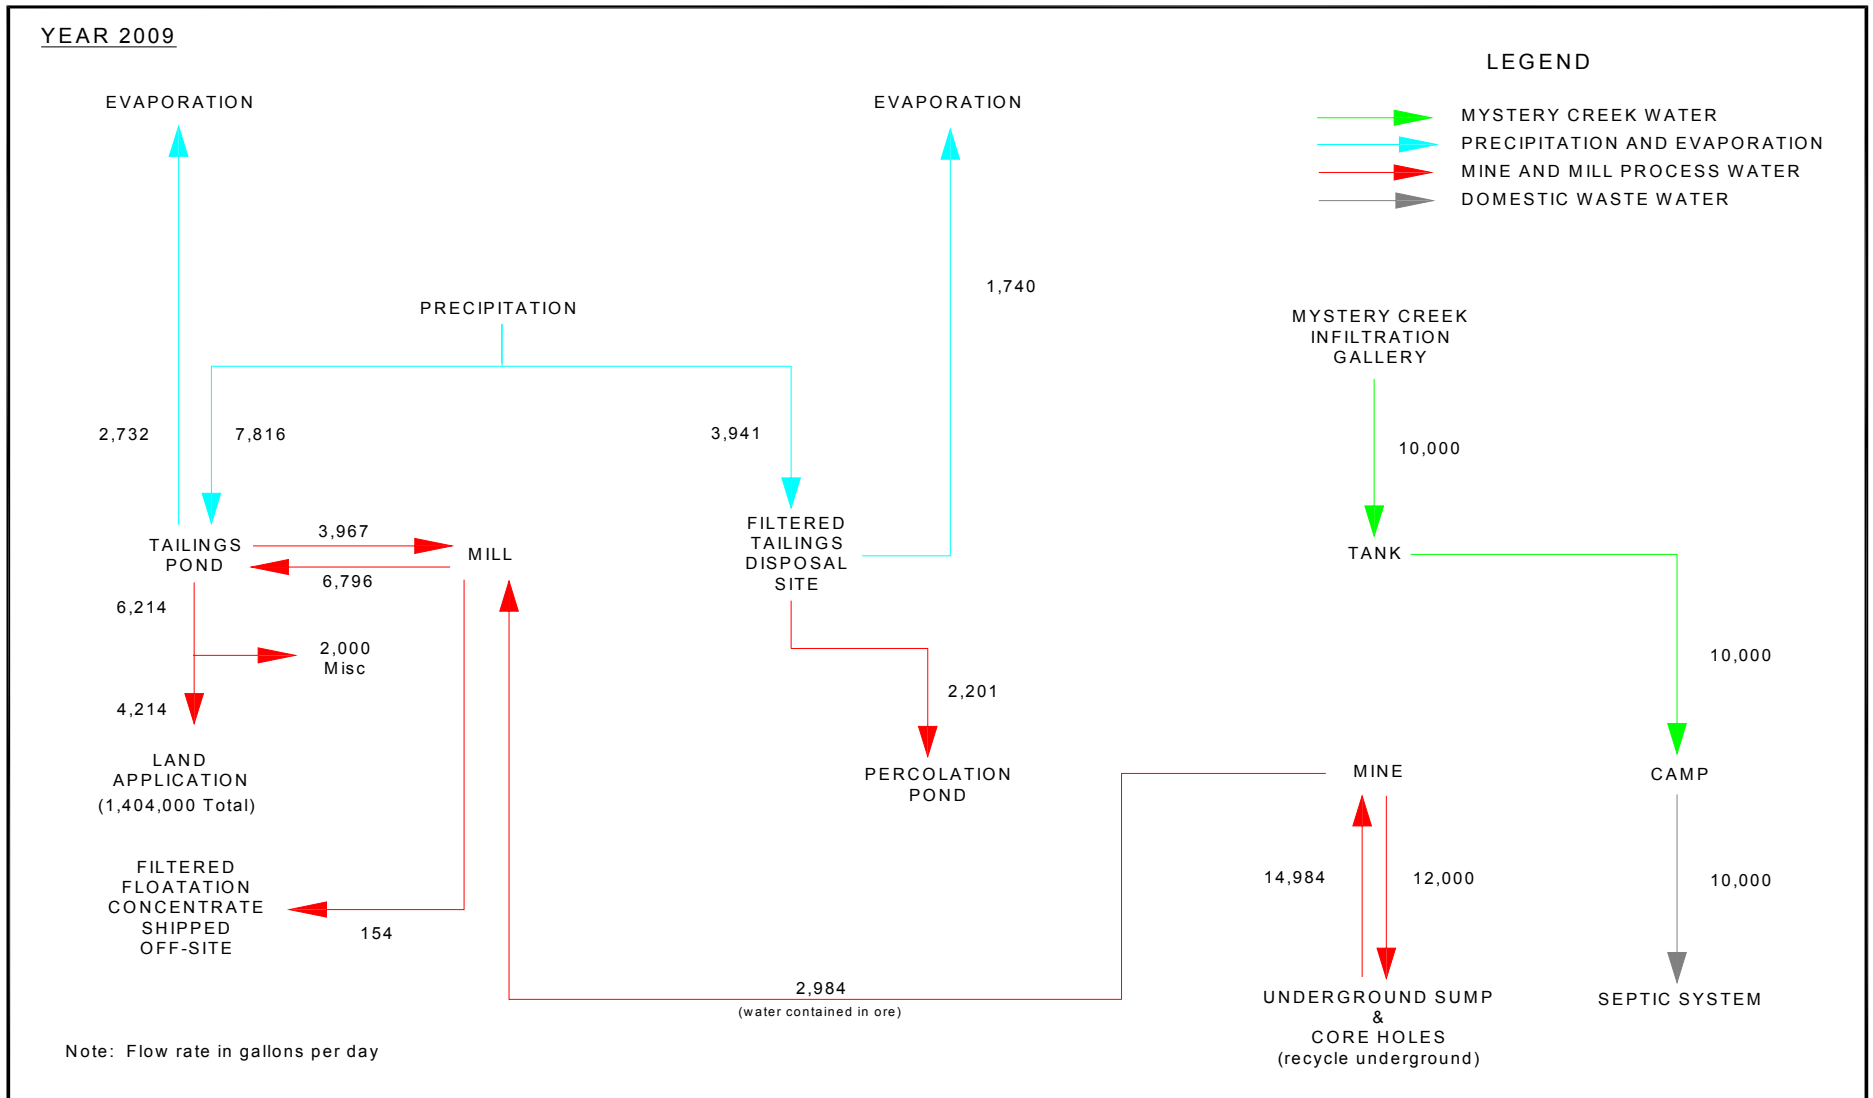 YEAR 2009
LEGEND
MYSTERY CREEK WATER
PRECIPITATION AND EVAPORATION
MINE AND MILL PROCESS WATER
DOMESTIC WASTE WATER
EVAPORATION
EVAPORATION
1,740
PRECIPITATION
MYSTERY CREEK
INFILTRATION
GALLERY
2,732
7,816
3,941
10,000
TAILINGS
POND
3,967
6,796
MILL
FILTERED
TAILINGS
DISPOSAL
SITE
TANK
6,214
2,000
Misc
4,214
2,201
10,000
LAND
APPLICATION
(1,404,000 Total)
PERCOLATION
POND
MINE
CAMP
FILTERED
FLOATATION
CONCENTRATE
SHIPPED
OFF-SITE
154
14,984
12,000
10,000
2,984
(water contained in ore)
UNDERGROUND SUMP
&
CORE HOLES
(recycle underground)
SEPTIC SYSTEM
Note: Flow rate in gallons per day